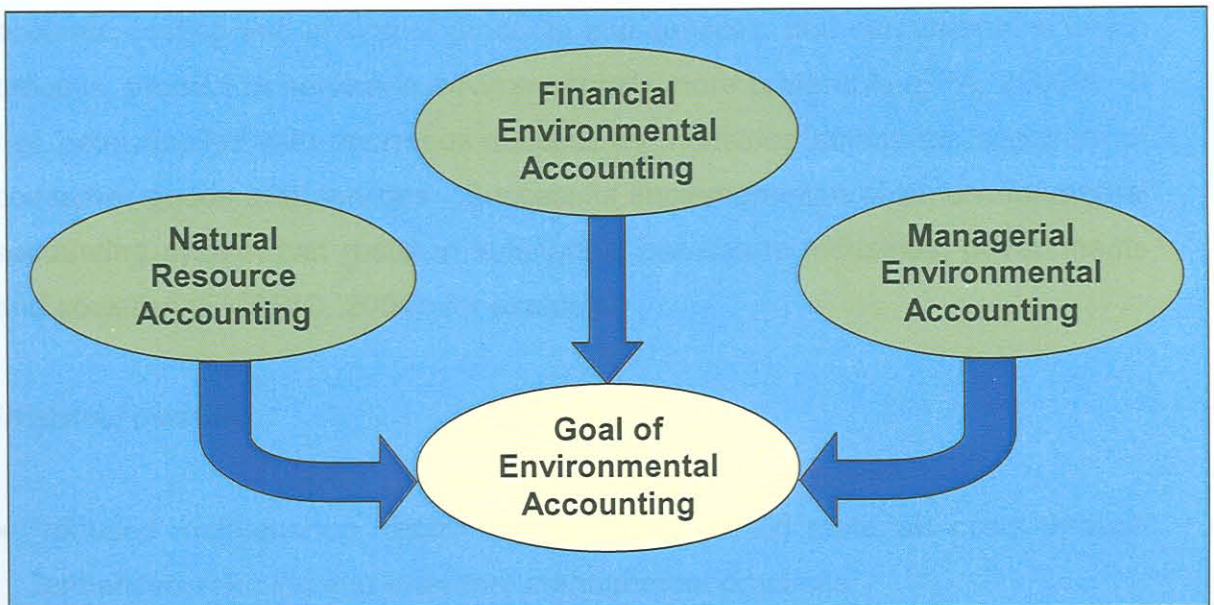 Financial
Environmental
Accounting
Natural
Resource
Accounting
Managerial
Environmental
Accounting
Goal of
Environmental
Accounting